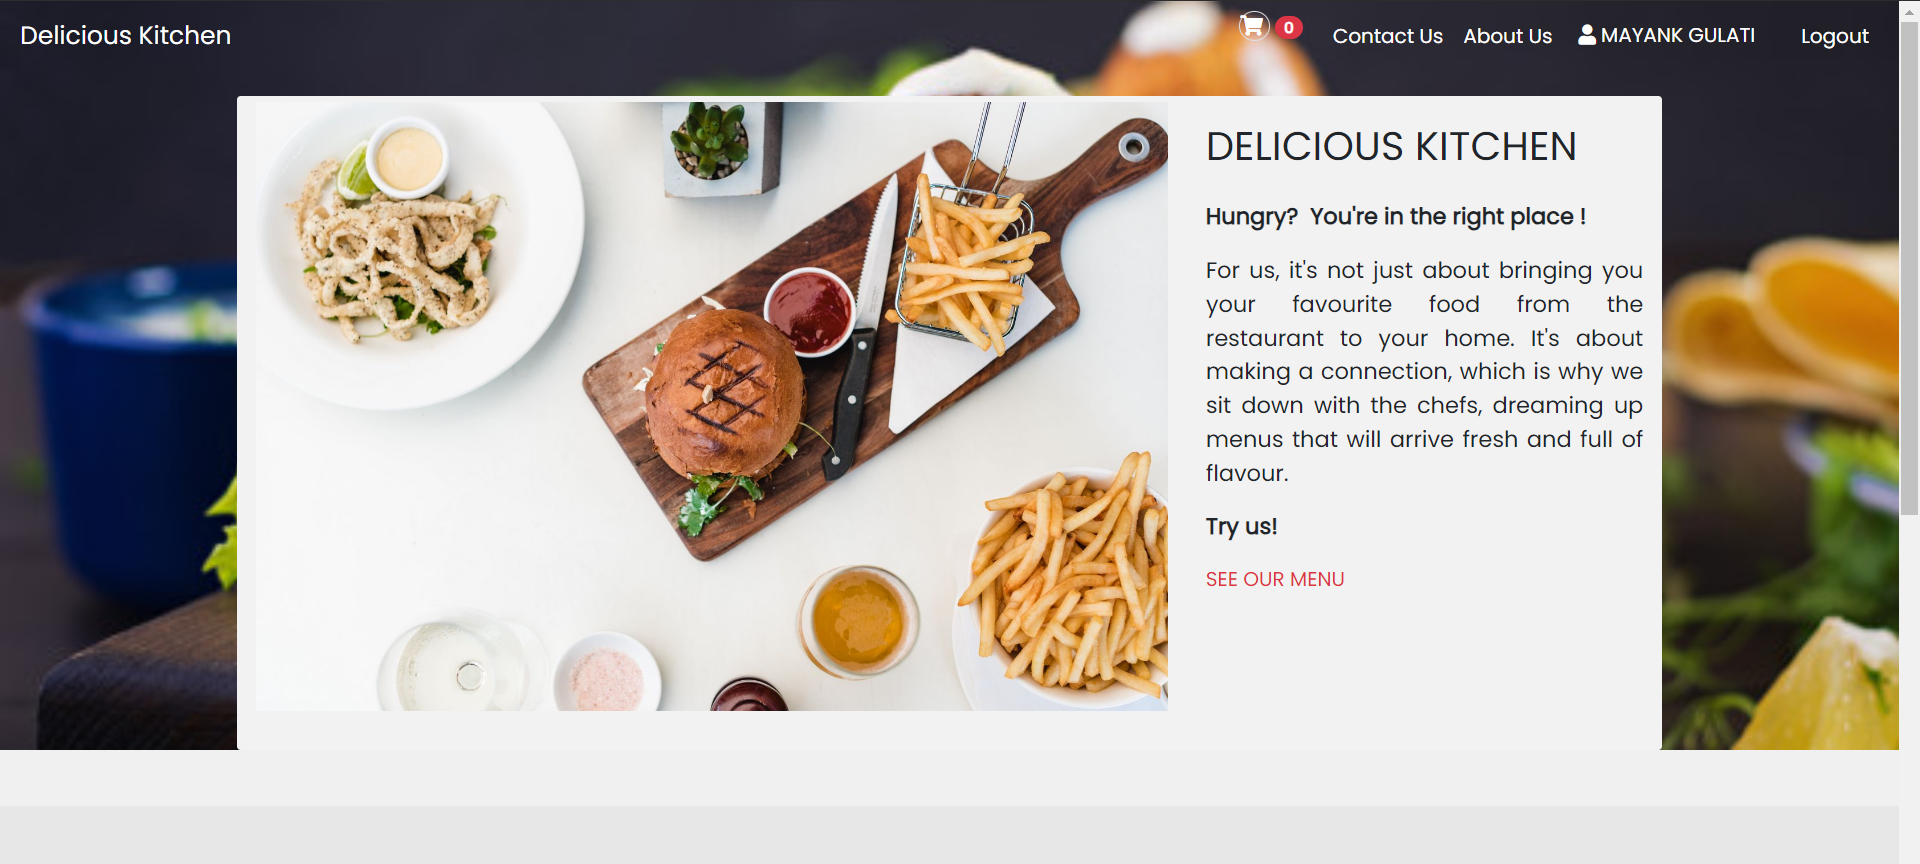 Delicious Kitchen
0
Contact Us
About Us
MAYANK GULATI
Logout
DELICIOUS KITCHEN
Hungry? You're in the right place !
For us, it's not just about bringing you
your favourite food from the
restaurant to your home. It's about
making a connection, which is why we
sit down with the chefs, dreaming up
menus that will arrive fresh and full of
flavour.
Try us!
SEE OUR MENU